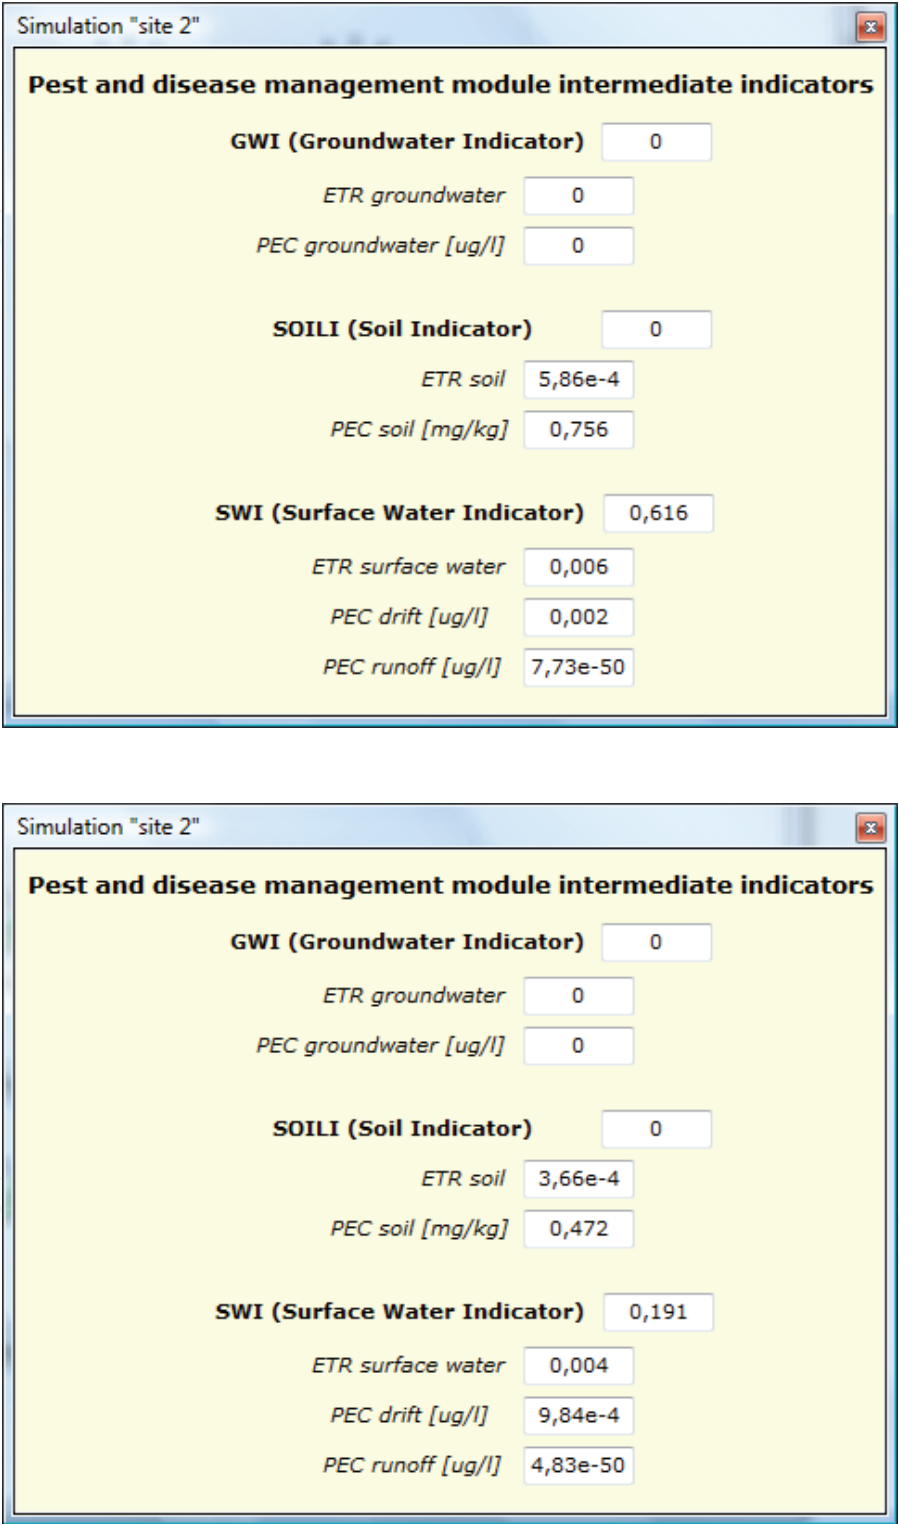 Simulation "site 2"
Pest and disease management module intermediate indicators
GWI (Groundwater Indicator) 0
ETR groundwater 0
PEC groundwater [ug/l] 0
SOILI (Soil Indicator) 0
ETR soil 5,86e-4
PEC soil [mg/kg] 0,756
SWI (Surface Water Indicator) 0,616
ETR surface water 0,006
PEC drift [ug/l] 0,002
PEC runoff [ug/l] 7,73e-50
Simulation "site 2"
Pest and disease management module intermediate indicators
GWI (Groundwater Indicator) 0
ETR groundwater 0
PEC groundwater [ug/l] 0
SOILI (Soil Indicator) 0
ETR soil 3,66e-4
PEC soil [mg/kg] 0,472
SWI (Surface Water Indicator) 0,191
ETR surface water 0,004
PEC drift [ug/l] 9,84e-4
PEC runoff [ug/l] 4,83e-50